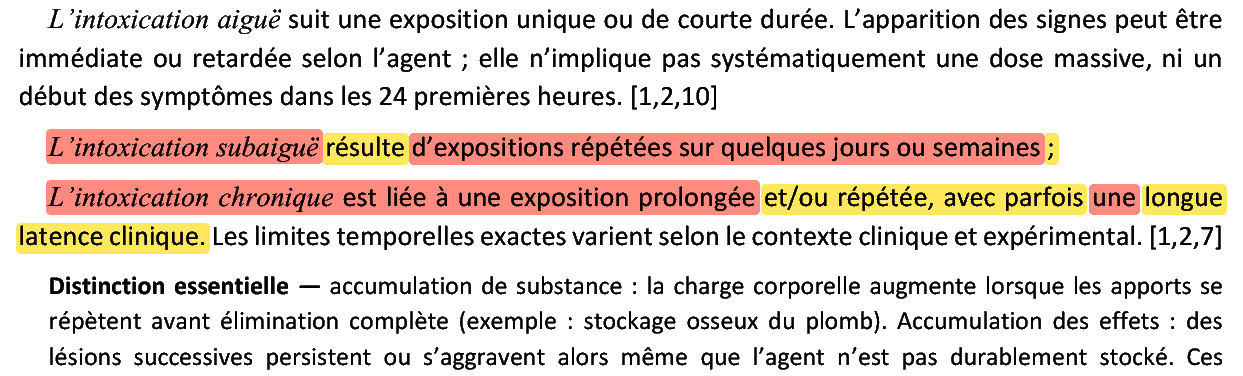 L’intoxication aiguë suit une exposition unique ou de courte durée. L’apparition des signes peut être
immédiate ou retardée selon l’agent ; elle n’implique pas systématiquement une dose massive, ni un
début des symptômes dans les 24 premières heures. [1,2,10]
L’intoxication subaiguë résulte d’expositions répétées sur quelques jours ou semaines ;
L’intoxication chronique est liée à une exposition prolongée et/ou répétée, avec parfois une longue
latence clinique. Les limites temporelles exactes varient selon le contexte clinique et expérimental. [1,2,7]
Distinction essentielle — accumulation de substance : la charge corporelle augmente lorsque les apports se
répètent avant élimination complète (exemple : stockage osseux du plomb). Accumulation des effets : des
lésions successives persistent ou s’aggravent alors même que l’agent n’est pas durablement stocké. Ces